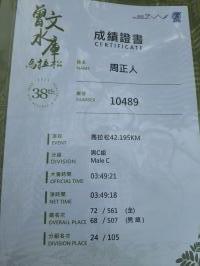 曾文
水庫
馬拉松
38th
成績證書
CERTIFICATE
姓名
NAME
周正人
號碼
NUMBER
10489
項目
EVENT
馬拉松42.195KM
分組
DIVISION
男C組
Male C
大會時間
OFFICIAL TIME
03:49:21
淨時間
NET TIME
03:49:18
總名次
OVERALL PLACE
72 / 561 (全)
68 / 507 (男總)
分組名次
DIVISION PLACE
24 / 105